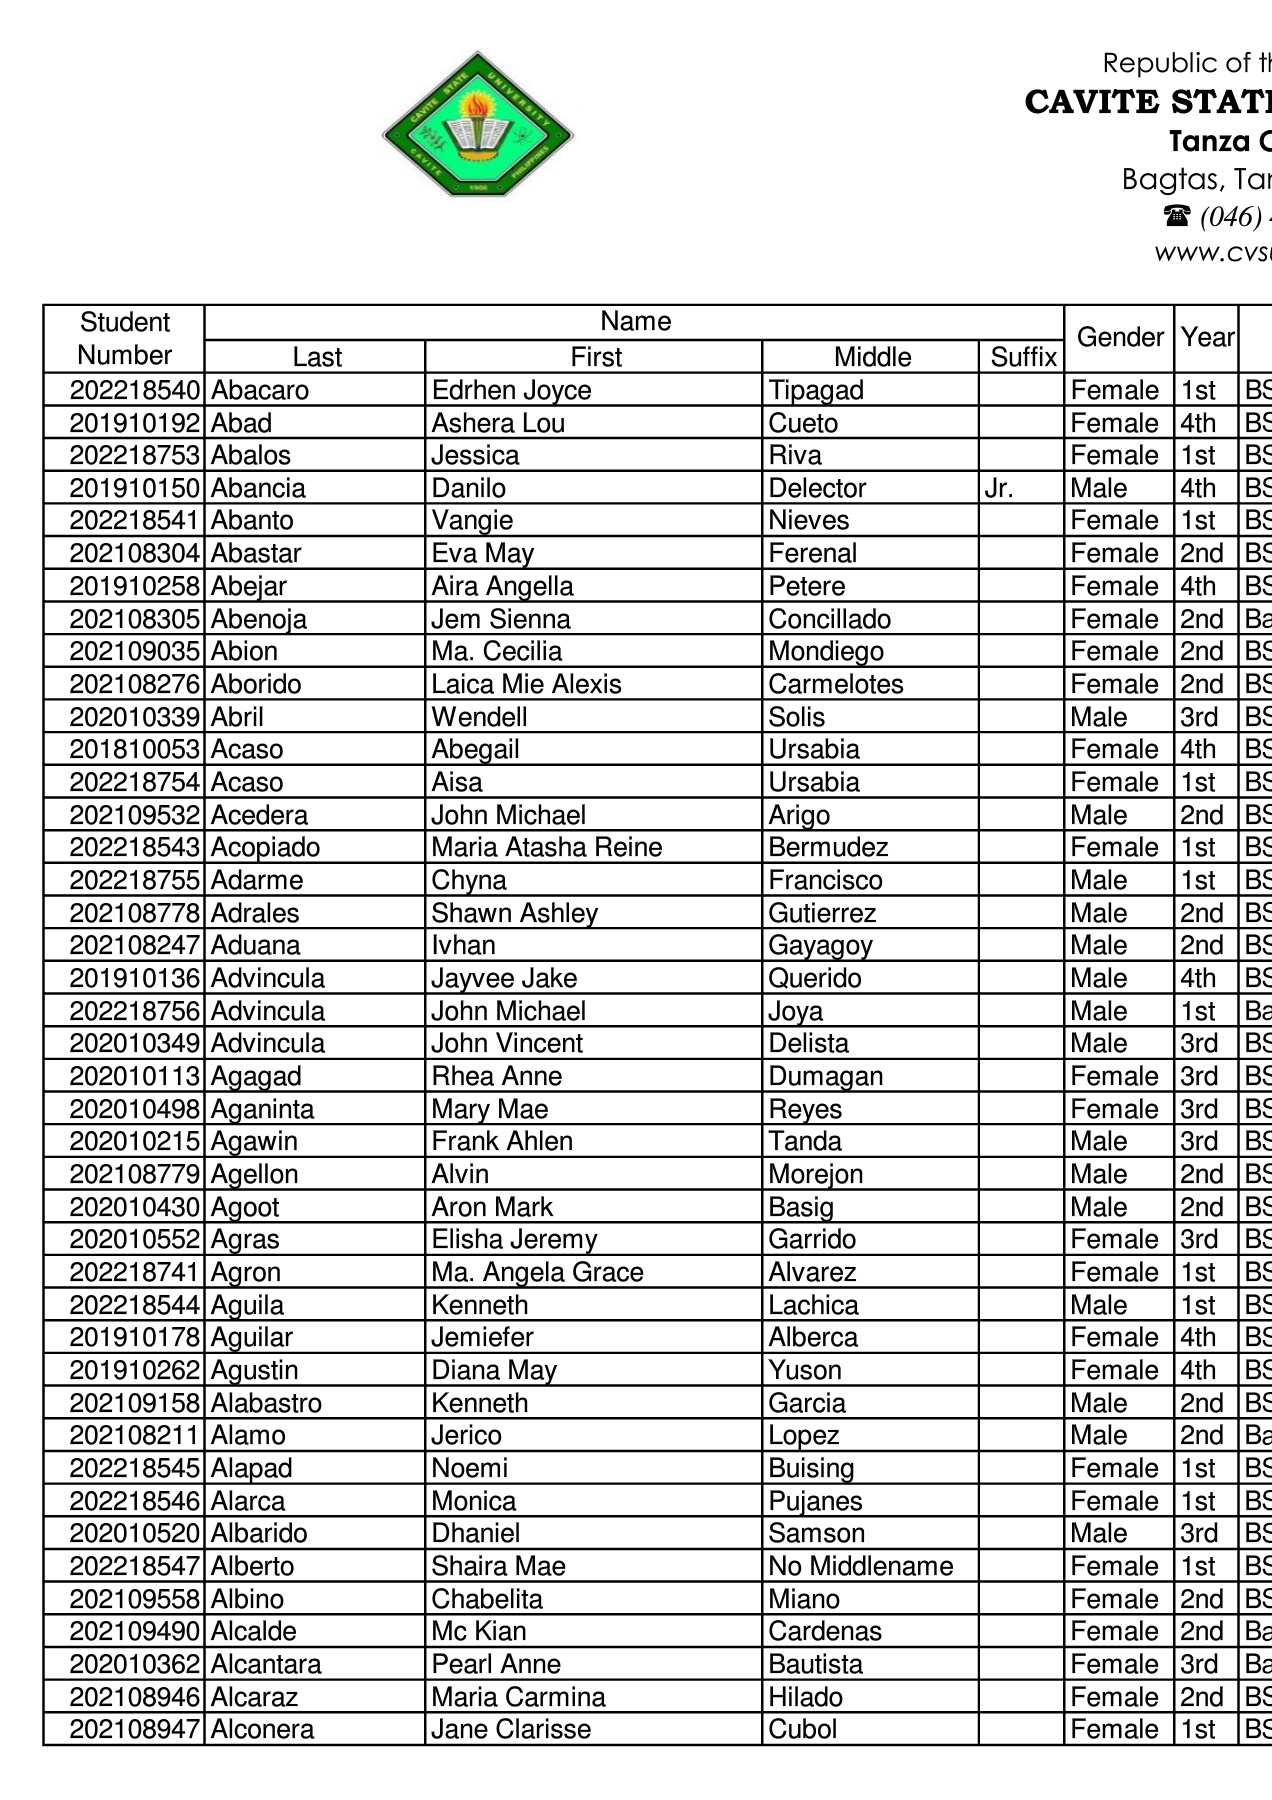 CAVITE STATE UNIVERSITY
CAVITE PHILIPPINES
1906
Republic of th
CAVITE STATE
Tanza C
Bagtas, Tan
☎ (046) 4
www.cvsu
Student Number Name Gender Year
Last First Middle Suffix
202218540 Abacaro Edrhen Joyce Tipagad Female 1st BS
201910192 Abad Ashera Lou Cueto Female 4th BS
202218753 Abalos Jessica Riva Female 1st BS
201910150 Abancia Danilo Delector Jr. Male 4th BS
202218541 Abanto Vangie Nieves Female 1st BS
202108304 Abastar Eva May Ferenal Female 2nd BS
201910258 Abejar Aira Angella Petere Female 4th BS
202108305 Abenoja Jem Sienna Concillado Female 2nd Ba
202109035 Abion Ma. Cecilia Mondiego Female 2nd BS
202108276 Aborido Laica Mie Alexis Carmelotes Female 2nd BS
202010339 Abril Wendell Solis Male 3rd BS
201810053 Acaso Abegail Ursabia Female 4th BS
202218754 Acaso Aisa Ursabia Female 1st BS
202109532 Acedera John Michael Arigo Male 2nd BS
202218543 Acopiado Maria Atasha Reine Bermudez Female 1st BS
202218755 Adarme Chyna Francisco Male 1st BS
202108778 Adrales Shawn Ashley Gutierrez Male 2nd BS
202108247 Aduana Ivhan Gayagoy Male 2nd BS
201910136 Advincula Jayvee Jake Querido Male 4th BS
202218756 Advincula John Michael Joya Male 1st Ba
202010349 Advincula John Vincent Delista Male 3rd BS
202010113 Agagad Rhea Anne Dumagan Female 3rd BS
202010498 Aganinta Mary Mae Reyes Female 3rd BS
202010215 Agawin Frank Ahlen Tanda Male 3rd BS
202108779 Agellon Alvin Morejon Male 2nd BS
202010430 Agoot Aron Mark Basig Male 2nd BS
202010552 Agras Elisha Jeremy Garrido Female 3rd BS
202218741 Agron Ma. Angela Grace Alvarez Female 1st BS
202218544 Aguila Kenneth Lachica Male 1st BS
201910178 Aguilar Jemiefer Alberca Female 4th BS
201910262 Agustin Diana May Yuson Female 4th BS
202109158 Alabastro Kenneth Garcia Male 2nd BS
202108211 Alamo Jerico Lopez Male 2nd Ba
202218545 Alapad Noemi Buising Female 1st BS
202218546 Alarca Monica Pujanes Female 1st BS
202010520 Albarido Dhaniel Samson Male 3rd BS
202218547 Alberto Shaira Mae No Middlename Female 1st BS
202109558 Albino Chabelita Miano Female 2nd BS
202109490 Alcalde Mc Kian Cardenas Female 2nd Ba
202010362 Alcantara Pearl Anne Bautista Female 3rd Ba
202108946 Alcaraz Maria Carmina Hilado Female 2nd BS
202108947 Alconera Jane Clarisse Cubol Female 1st BS